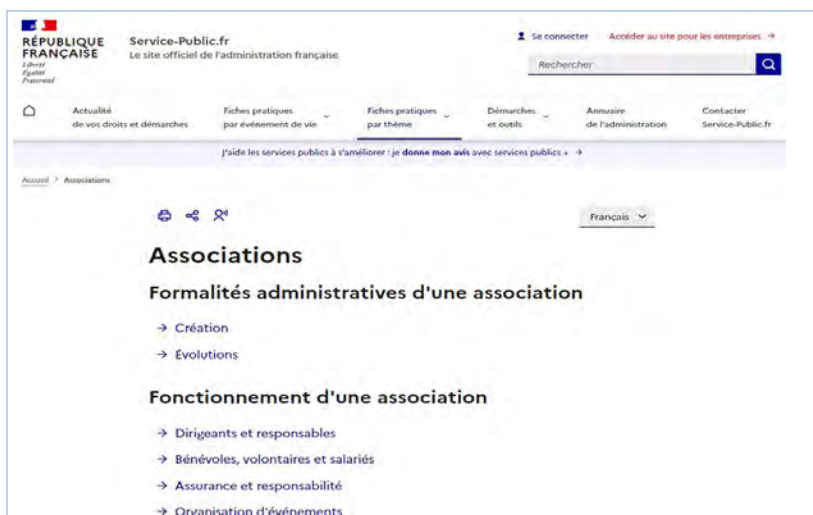 RÉPUBLIQUE
FRANÇAISE
Liberté
Égalité
Fraternité
Service-Public.fr
Le site officiel de l'administration française
Se connecter
Accéder au site pour les entreprises →
Rechercher
Actualité
de vos droits et démarches
Fiches pratiques
par événement de vie
Fiches pratiques
par thème
Démarches
et outils
Annuaire
de l'administration
Contacter
Service-Public.fr
J'aide les services publics à s'améliorer : je donne mon avis avec services publics + →
Accueil > Associations
Français
Associations
Formalités administratives d'une association
→ Création
→ Évolutions
Fonctionnement d'une association
→ Dirigeants et responsables
→ Bénévoles, volontaires et salariés
→ Assurance et responsabilité
→ Organisation d'événements